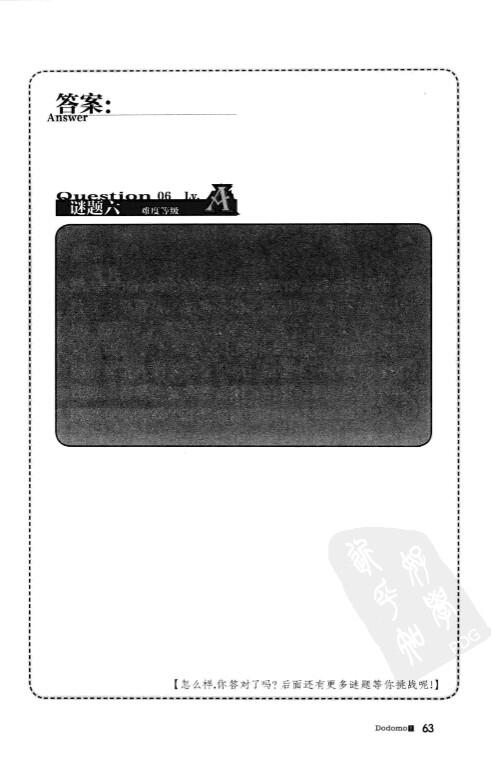 答案:
Answer
Question 06 Lv.
谜题六 难度等级 A
【怎么样,你答对了吗? 后面还有更多谜题等你挑战呢!】
PDG
Dodomo 63